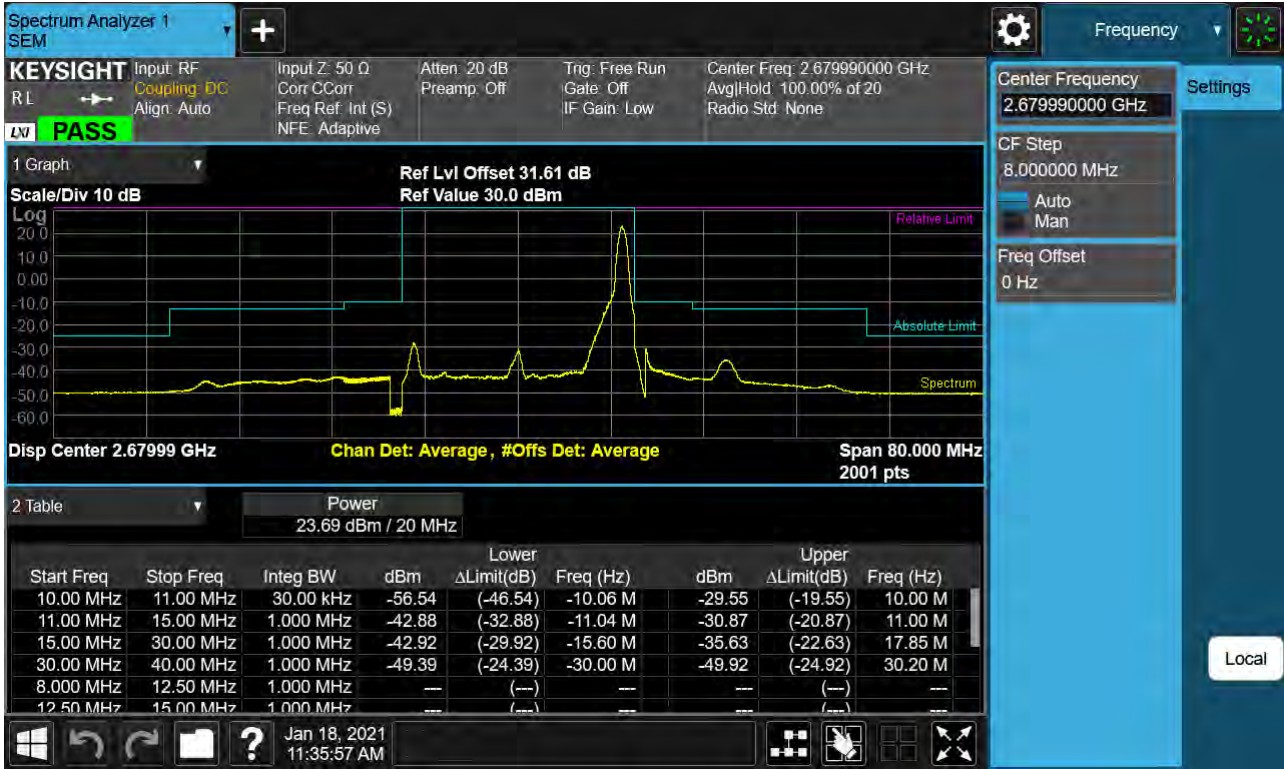 Spectrum Analyzer 1
SEM
Frequency
KEYSIGHT
R L
LXI
PASS
Input: RF
Coupling: DC
Align: Auto
Input Z: 50 Ω
Corr CCorr
Freq Ref: Int (S)
NFE: Adaptive
Atten: 20 dB
Preamp: Off
Trig: Free Run
Gate: Off
IF Gain: Low
Center Freq: 2.679990000 GHz
Avg|Hold: 100.00% of 20
Radio Std: None
Center Frequency
2.679990000 GHz
Settings
CF Step
8.000000 MHz
Auto
Man
Freq Offset
0 Hz
1 Graph
Ref Lvl Offset 31.61 dB
Scale/Div 10 dB
Ref Value 30.0 dBm
Log
Relative Limit
20.0
10.0
0.00
-10.0
-20.0
Absolute Limit
-30.0
-40.0
Spectrum
-50.0
-60.0
Disp Center 2.67999 GHz
Chan Det: Average , #Offs Det: Average
Span 80.000 MHz
2001 pts
2 Table
Power
23.69 dBm / 20 MHz
Lower Upper
Start Freq Stop Freq Integ BW dBm ΔLimit(dB) Freq (Hz) dBm ΔLimit(dB) Freq (Hz)
10.00 MHz 11.00 MHz 30.00 kHz -56.54 (-46.54) -10.06 M -29.55 (-19.55) 10.00 M
11.00 MHz 15.00 MHz 1.000 MHz -42.88 (-32.88) -11.04 M -30.87 (-20.87) 11.00 M
15.00 MHz 30.00 MHz 1.000 MHz -42.92 (-29.92) -15.60 M -35.63 (-22.63) 17.85 M
30.00 MHz 40.00 MHz 1.000 MHz -49.39 (-24.39) -30.00 M -49.92 (-24.92) 30.20 M
8.000 MHz 12.50 MHz 1.000 MHz --- (---) --- --- (---) ---
12.50 MHz 15.00 MHz 1.000 MHz --- (---) --- --- (---) ---
Local
?
Jan 18, 2021
11:35:57 AM